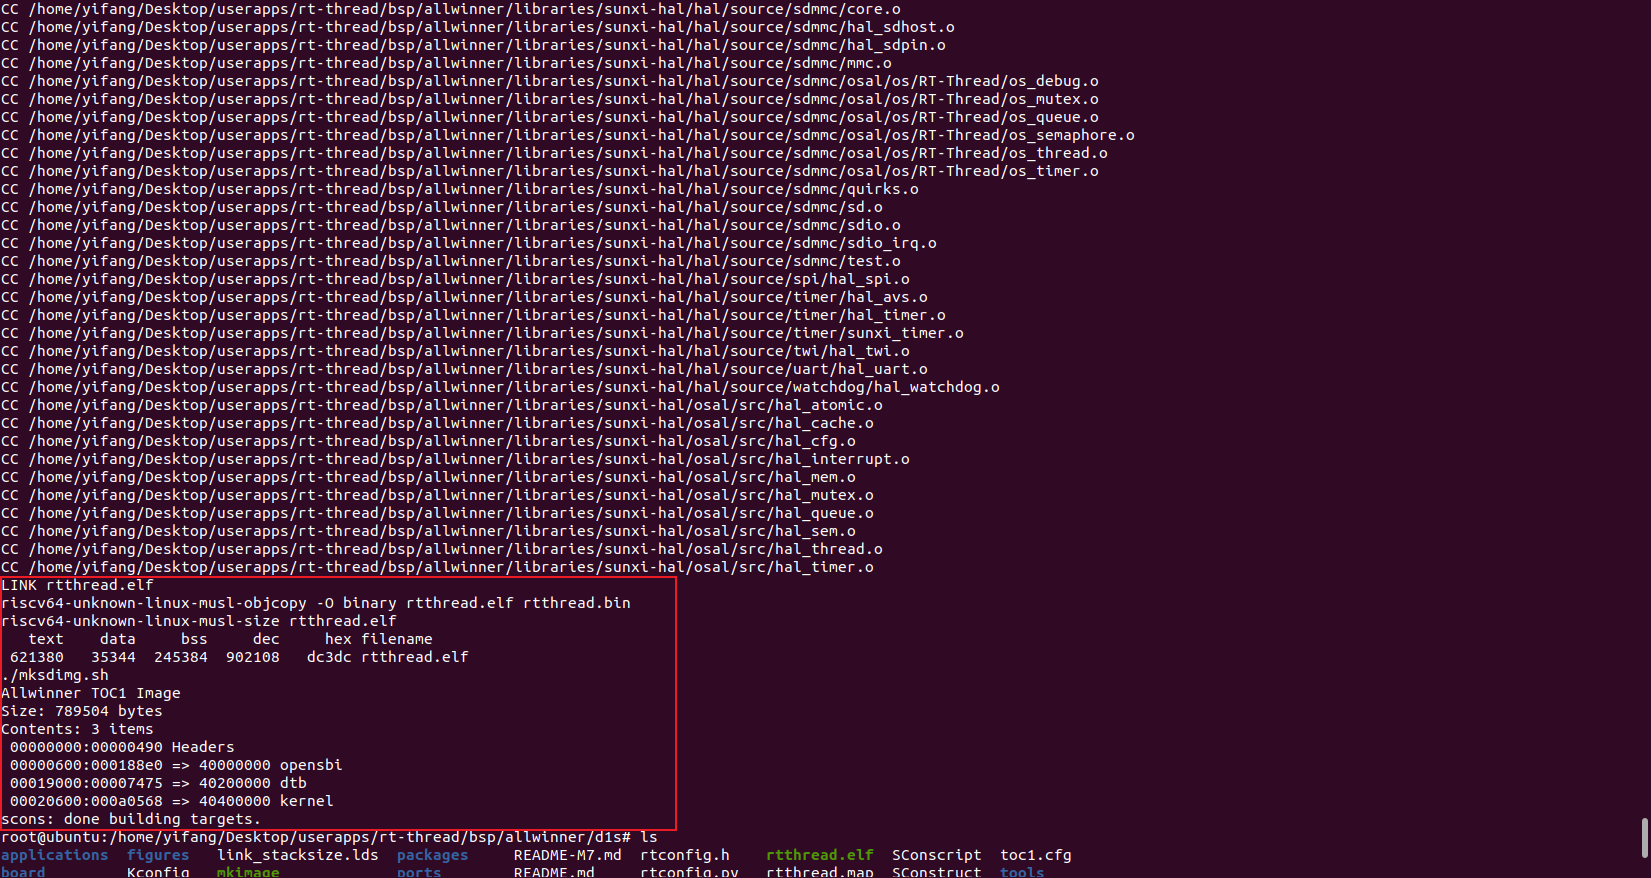 CC /home/yifang/Desktop/userapps/rt-thread/bsp/allwinner/libraries/sunxi-hal/hal/source/sdmmc/core.o
CC /home/yifang/Desktop/userapps/rt-thread/bsp/allwinner/libraries/sunxi-hal/hal/source/sdmmc/hal_sdhost.o
CC /home/yifang/Desktop/userapps/rt-thread/bsp/allwinner/libraries/sunxi-hal/hal/source/sdmmc/hal_sdpin.o
CC /home/yifang/Desktop/userapps/rt-thread/bsp/allwinner/libraries/sunxi-hal/hal/source/sdmmc/mmc.o
CC /home/yifang/Desktop/userapps/rt-thread/bsp/allwinner/libraries/sunxi-hal/hal/source/sdmmc/osal/os/RT-Thread/os_debug.o
CC /home/yifang/Desktop/userapps/rt-thread/bsp/allwinner/libraries/sunxi-hal/hal/source/sdmmc/osal/os/RT-Thread/os_mutex.o
CC /home/yifang/Desktop/userapps/rt-thread/bsp/allwinner/libraries/sunxi-hal/hal/source/sdmmc/osal/os/RT-Thread/os_queue.o
CC /home/yifang/Desktop/userapps/rt-thread/bsp/allwinner/libraries/sunxi-hal/hal/source/sdmmc/osal/os/RT-Thread/os_semaphore.o
CC /home/yifang/Desktop/userapps/rt-thread/bsp/allwinner/libraries/sunxi-hal/hal/source/sdmmc/osal/os/RT-Thread/os_thread.o
CC /home/yifang/Desktop/userapps/rt-thread/bsp/allwinner/libraries/sunxi-hal/hal/source/sdmmc/osal/os/RT-Thread/os_timer.o
CC /home/yifang/Desktop/userapps/rt-thread/bsp/allwinner/libraries/sunxi-hal/hal/source/sdmmc/quirks.o
CC /home/yifang/Desktop/userapps/rt-thread/bsp/allwinner/libraries/sunxi-hal/hal/source/sdmmc/sd.o
CC /home/yifang/Desktop/userapps/rt-thread/bsp/allwinner/libraries/sunxi-hal/hal/source/sdmmc/sdio.o
CC /home/yifang/Desktop/userapps/rt-thread/bsp/allwinner/libraries/sunxi-hal/hal/source/sdmmc/sdio_irq.o
CC /home/yifang/Desktop/userapps/rt-thread/bsp/allwinner/libraries/sunxi-hal/hal/source/sdmmc/test.o
CC /home/yifang/Desktop/userapps/rt-thread/bsp/allwinner/libraries/sunxi-hal/hal/source/spi/hal_spi.o
CC /home/yifang/Desktop/userapps/rt-thread/bsp/allwinner/libraries/sunxi-hal/hal/source/timer/hal_avs.o
CC /home/yifang/Desktop/userapps/rt-thread/bsp/allwinner/libraries/sunxi-hal/hal/source/timer/hal_timer.o
CC /home/yifang/Desktop/userapps/rt-thread/bsp/allwinner/libraries/sunxi-hal/hal/source/timer/sunxi_timer.o
CC /home/yifang/Desktop/userapps/rt-thread/bsp/allwinner/libraries/sunxi-hal/hal/source/twi/hal_twi.o
CC /home/yifang/Desktop/userapps/rt-thread/bsp/allwinner/libraries/sunxi-hal/hal/source/uart/hal_uart.o
CC /home/yifang/Desktop/userapps/rt-thread/bsp/allwinner/libraries/sunxi-hal/hal/source/watchdog/hal_watchdog.o
CC /home/yifang/Desktop/userapps/rt-thread/bsp/allwinner/libraries/sunxi-hal/osal/src/hal_atomic.o
CC /home/yifang/Desktop/userapps/rt-thread/bsp/allwinner/libraries/sunxi-hal/osal/src/hal_cache.o
CC /home/yifang/Desktop/userapps/rt-thread/bsp/allwinner/libraries/sunxi-hal/osal/src/hal_cfg.o
CC /home/yifang/Desktop/userapps/rt-thread/bsp/allwinner/libraries/sunxi-hal/osal/src/hal_interrupt.o
CC /home/yifang/Desktop/userapps/rt-thread/bsp/allwinner/libraries/sunxi-hal/osal/src/hal_mem.o
CC /home/yifang/Desktop/userapps/rt-thread/bsp/allwinner/libraries/sunxi-hal/osal/src/hal_mutex.o
CC /home/yifang/Desktop/userapps/rt-thread/bsp/allwinner/libraries/sunxi-hal/osal/src/hal_queue.o
CC /home/yifang/Desktop/userapps/rt-thread/bsp/allwinner/libraries/sunxi-hal/osal/src/hal_sem.o
CC /home/yifang/Desktop/userapps/rt-thread/bsp/allwinner/libraries/sunxi-hal/osal/src/hal_thread.o
CC /home/yifang/Desktop/userapps/rt-thread/bsp/allwinner/libraries/sunxi-hal/osal/src/hal_timer.o
LINK rtthread.elf
riscv64-unknown-linux-musl-objcopy -O binary rtthread.elf rtthread.bin
riscv64-unknown-linux-musl-size rtthread.elf
   text    data     bss     dec     hex filename
 621380   35344  245384  902108   dc3dc rtthread.elf
./mksdimg.sh
Allwinner TOC1 Image
Size: 789504 bytes
Contents: 3 items
 00000000:00000490 Headers
 00000600:000188e0 => 40000000 opensbi
 00019000:00007475 => 40200000 dtb
 00020600:000a0568 => 40400000 kernel
scons: done building targets.
root@ubuntu:/home/yifang/Desktop/userapps/rt-thread/bsp/allwinner/d1s# ls
applications  figures   link_stacksize.lds  packages     README-M7.md  rtconfig.h    rtthread.elf  SConscript  toc1.cfg
board         Kconfig   mkimage             ports        README.md     rtconfig.py   rtthread.map  SConstruct  tools